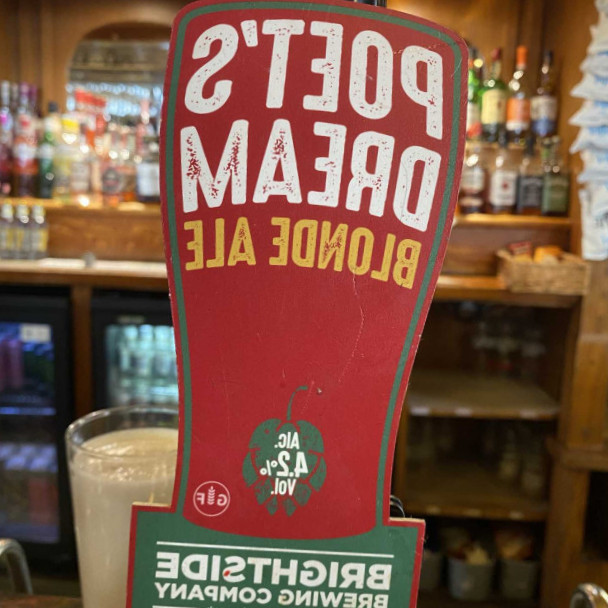 POET'S
DREAM
BLONDE ALE
ALC.
4.2%
VOL.
GF
BRIGHTSIDE
BREWING COMPANY